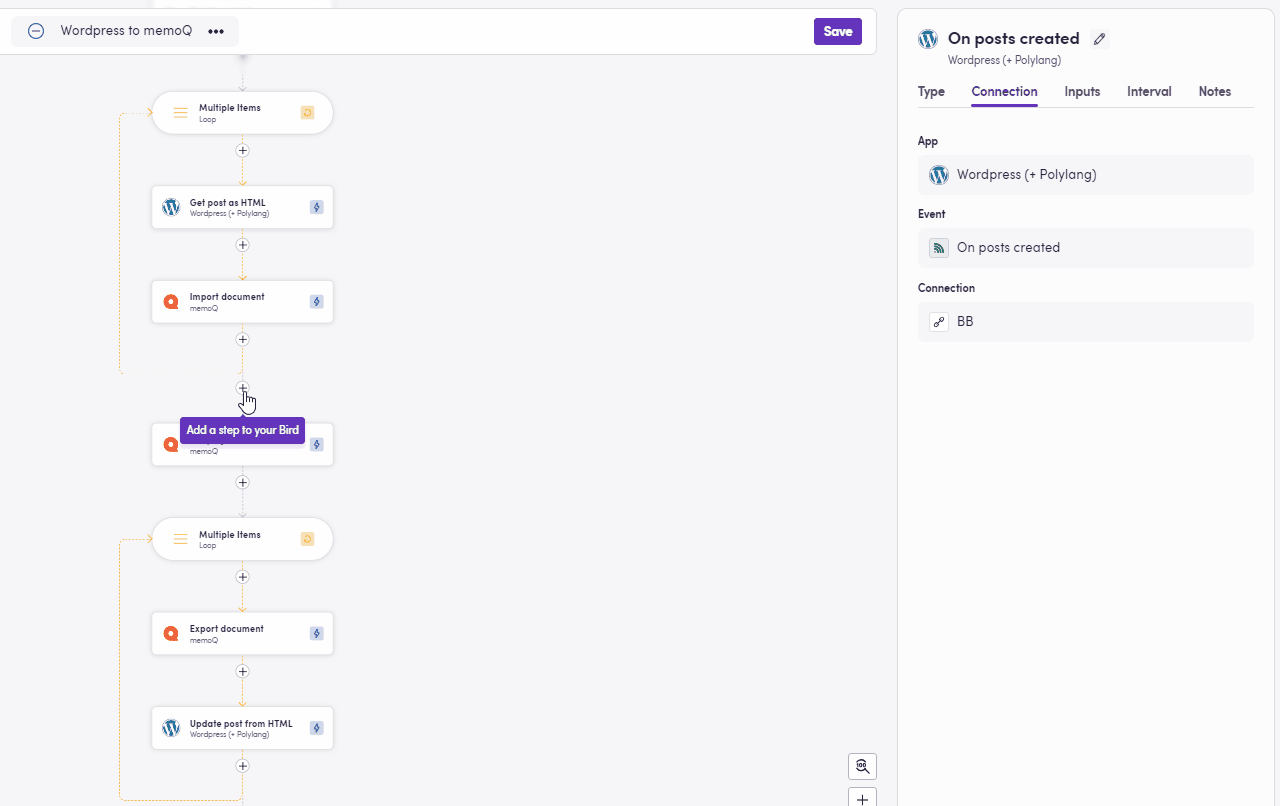 Wordpress to memoQ
Save
Multiple Items
Loop
Get post as HTML
Wordpress (+ Polylang)
Import document
memoQ
Add a step to your Bird
memoQ
Multiple Items
Loop
Export document
memoQ
Update post from HTML
Wordpress (+ Polylang)
100
On posts created
Wordpress (+ Polylang)
Type Connection Inputs Interval Notes
App
Wordpress (+ Polylang)
Event
On posts created
Connection
BB